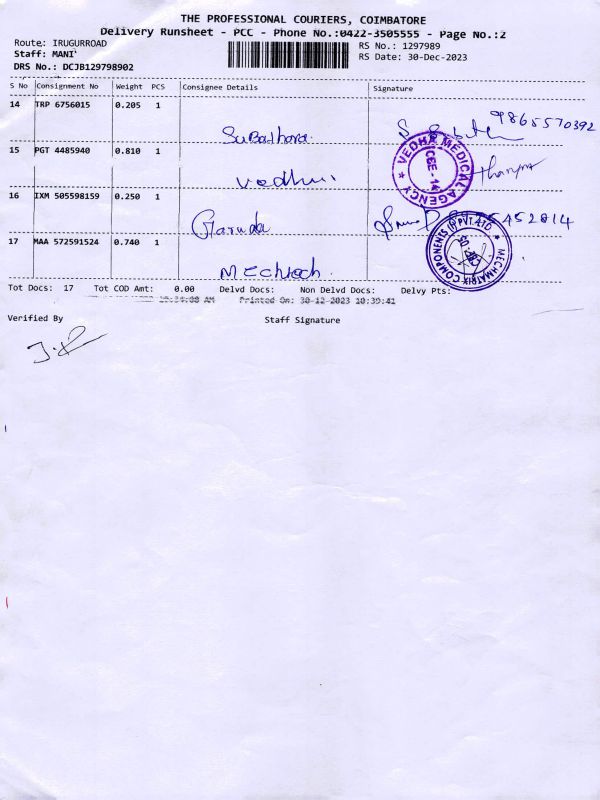 THE PROFESSIONAL COURIERS, COIMBATORE
Delivery Runsheet - PCC - Phone No.:0422-3505555 - Page No.:2
Route: IRUGURROAD
Staff: MANI
DRS No.: DCJB129798902
RS No.: 1297989
RS Date: 30-Dec-2023
S No Consignment No Weight PCS Consignee Details Signature
14 TRP 6756015 0.205 1
9865570392
15 PGT 4485940 0.810 1
VEDHA MEDICAL AGENCY
16 IXM 505598159 0.250 1
Garuda
17 MAA 572591524 0.740 1
MECHMATRIX COMPONENTS (P) PVT LTD
Mechtech
Tot Docs: 17 Tot COD Amt: 0.00 Delvd Docs: Non Delvd Docs: Delvy Pts:
Printed On: 30-12-2023 10:39:41
Verified By Staff Signature